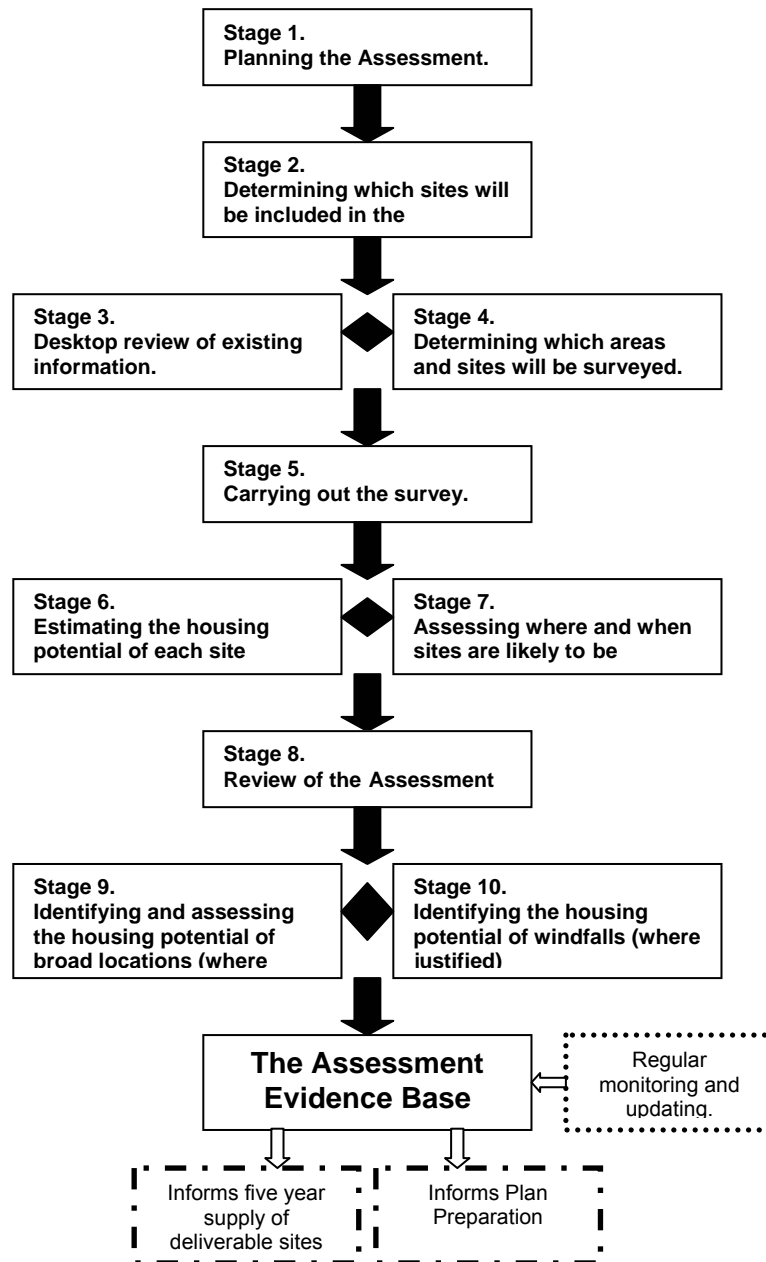 Stage 1.
Planning the Assessment.
Stage 2.
Determining which sites will
be included in the
Stage 3.
Desktop review of existing
information.
Stage 4.
Determining which areas
and sites will be surveyed.
Stage 5.
Carrying out the survey.
Stage 6.
Estimating the housing
potential of each site
Stage 7.
Assessing where and when
sites are likely to be
Stage 8.
Review of the Assessment
Stage 9.
Identifying and assessing
the housing potential of
broad locations (where
Stage 10.
Identifying the housing
potential of windfalls (where
justified)
The Assessment
Evidence Base
Regular
monitoring and
updating.
Informs five year
supply of
deliverable sites
Informs Plan
Preparation